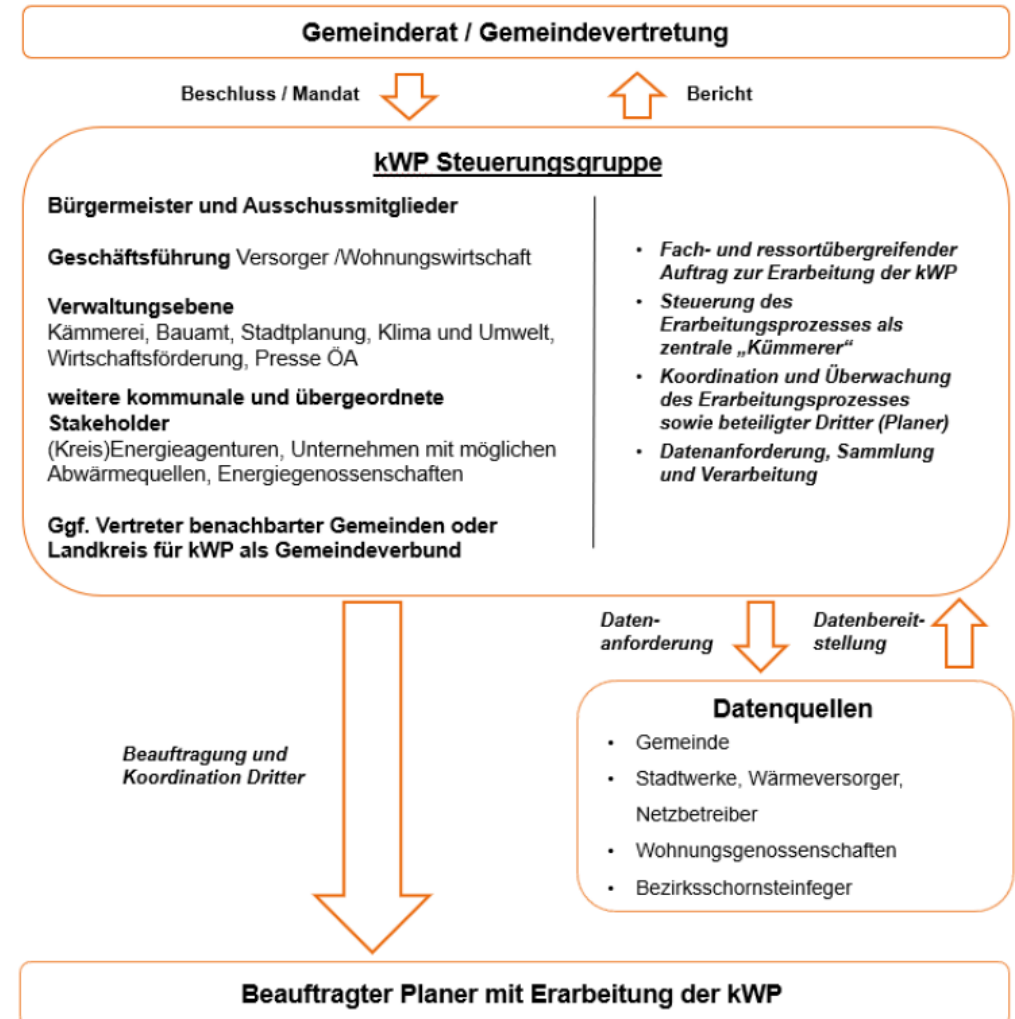 Gemeinderat / Gemeindevertretung
Beschluss / Mandat
Bericht
kWP Steuerungsgruppe
Bürgermeister und Ausschussmitglieder
Geschäftsführung Versorger /Wohnungswirtschaft
Verwaltungsebene
Kämmerei, Bauamt, Stadtplanung, Klima und Umwelt,
Wirtschaftsförderung, Presse ÖA
weitere kommunale und übergeordnete
Stakeholder
(Kreis)Energieagenturen, Unternehmen mit möglichen
Abwärmequellen, Energiegenossenschaften
Ggf. Vertreter benachbarter Gemeinden oder
Landkreis für kWP als Gemeindeverbund
• Fach- und ressortübergreifender
Auftrag zur Erarbeitung der kWP
• Steuerung des
Erarbeitungsprozesses als
zentrale „Kümmerer“
• Koordination und Überwachung
des Erarbeitungsprozesses
sowie beteiligter Dritter (Planer)
• Datenanforderung, Sammlung
und Verarbeitung
Daten-
anforderung
Datenbereit-
stellung
Beauftragung und
Koordination Dritter
Datenquellen
• Gemeinde
• Stadtwerke, Wärmeversorger,
Netzbetreiber
• Wohnungsgenossenschaften
• Bezirksschornsteinfeger
Beauftragter Planer mit Erarbeitung der kWP